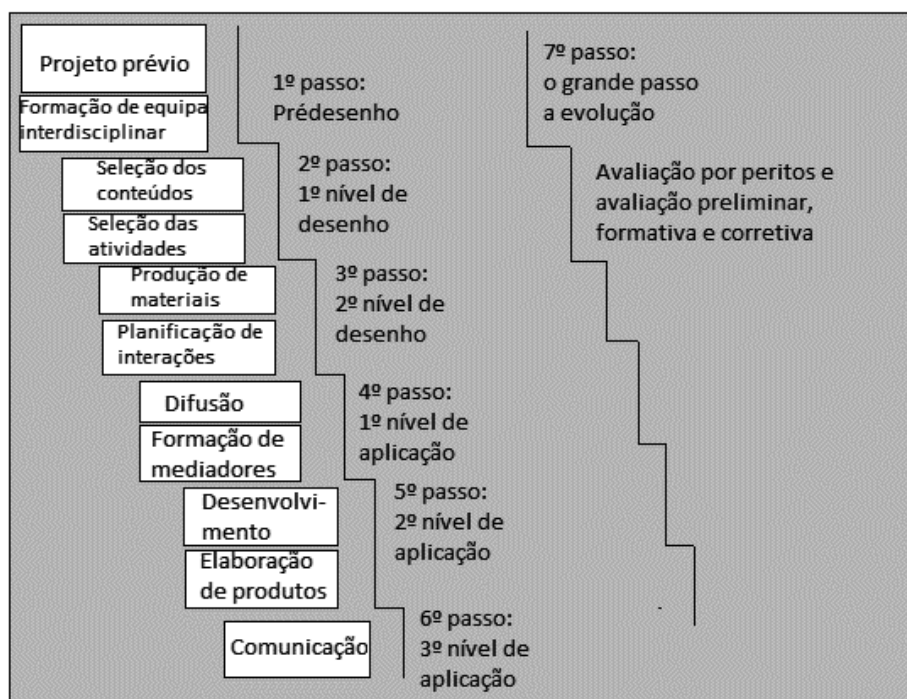 Projeto prévio
Formação de equipa
interdisciplinar
1º passo:
Prédesenho
Seleção dos
conteúdos
Seleção das
atividades
2º passo:
1º nível de
desenho
Produção de
materiais
Planificação de
interações
3º passo:
2º nível de
desenho
Difusão
Formação de
mediadores
4º passo:
1º nível de
aplicação
Desenvolvi-
mento
Elaboração
de produtos
5º passo:
2º nível de
aplicação
Comunicação
6º passo:
3º nível de
aplicação
7º passo:
o grande passo
a evolução
Avaliação por peritos e
avaliação preliminar,
formativa e corretiva